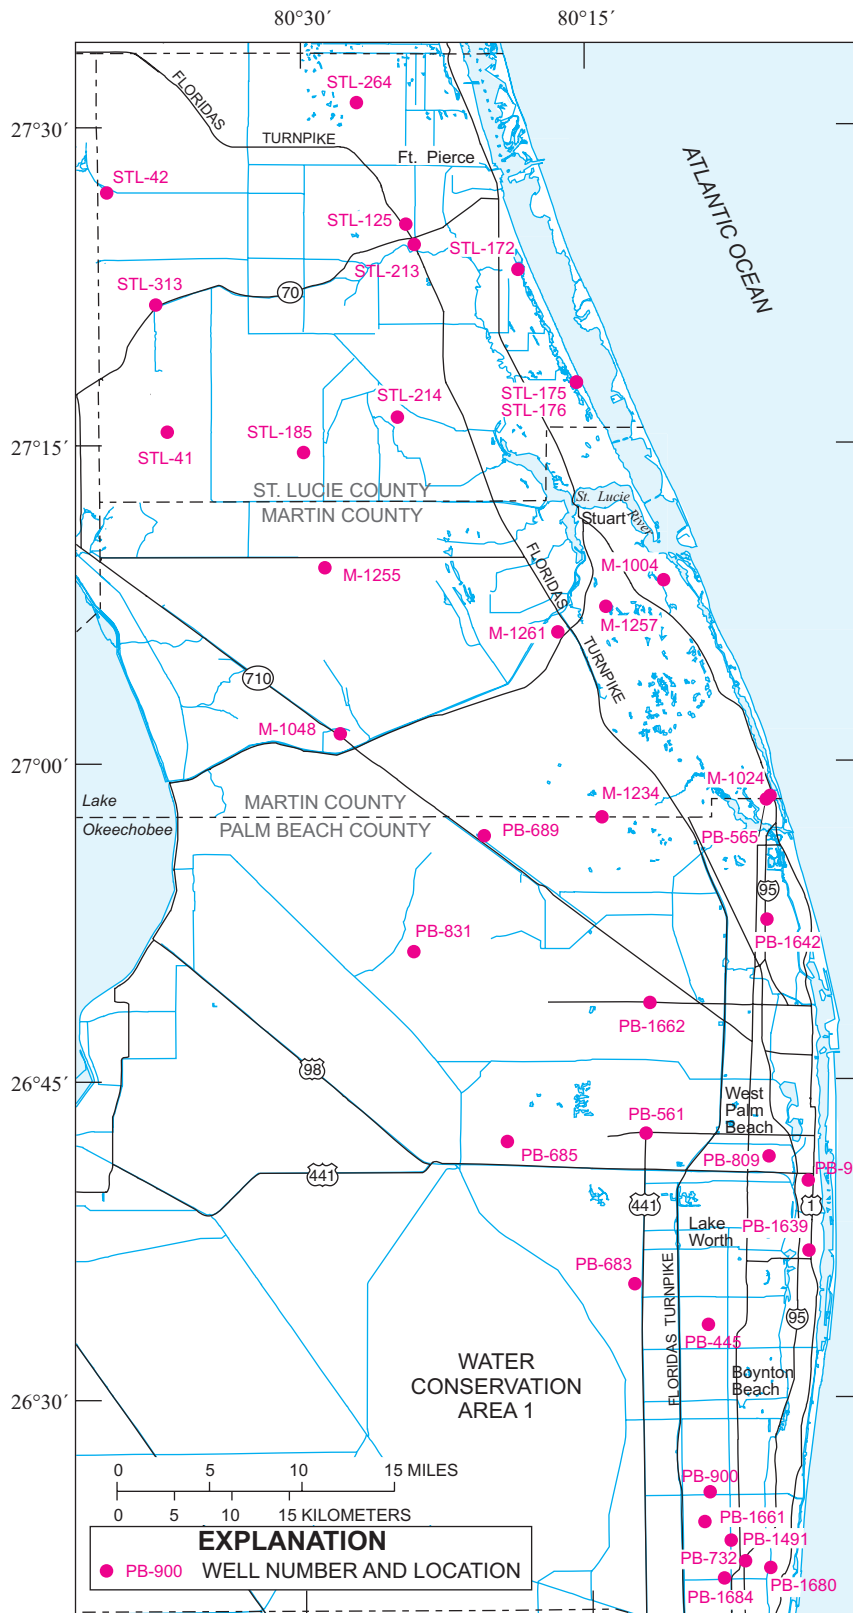 80°30´
80°15´
STL-264
FLORIDAS
TURNPIKE
27°30´
Ft. Pierce
ATLANTIC OCEAN
STL-42
STL-125
STL-172
STL-213
STL-313
70
STL-175
STL-176
STL-214
STL-185
27°15´
STL-41
ST. LUCIE COUNTY
MARTIN COUNTY
St. Lucie
River
Stuart
FLORIDAS
TURNPIKE
M-1004
M-1255
M-1257
M-1261
710
M-1048
27°00´
M-1024
Lake
Okeechobee
MARTIN COUNTY
PALM BEACH COUNTY
M-1234
PB-689
PB-565
95
PB-831
PB-1642
PB-1662
98
26°45´
West
Palm
Beach
PB-561
PB-685
PB-809
PB-9
441
441
1
PB-1639
Lake
Worth
PB-683
FLORIDAS TURNPIKE
95
PB-445
WATER
CONSERVATION
AREA 1
Boynton
Beach
26°30´
0 5 10 15 MILES
0 5 10 15 KILOMETERS
PB-900
PB-1661
PB-1491
PB-732
PB-1680
PB-1684
EXPLANATION
PB-900 WELL NUMBER AND LOCATION